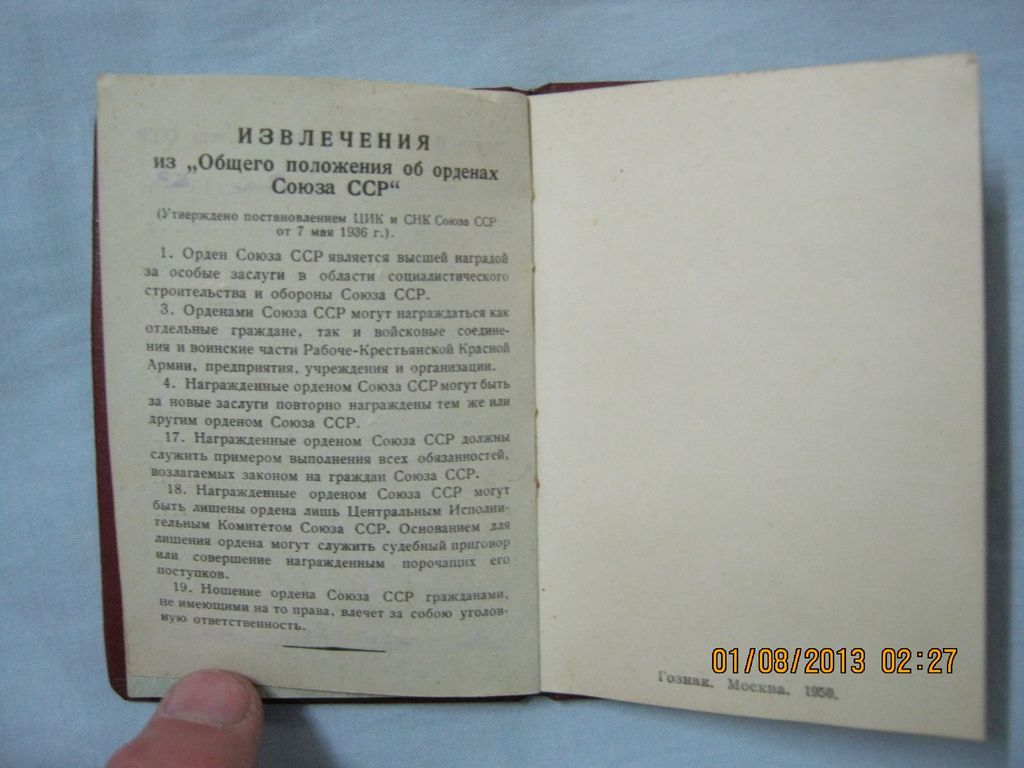 ИЗВЛЕЧЕНИЯ
из „Общего положения об орденах
Союза ССР“
(Утверждено постановлением ЦИК и СНК Союза ССР
от 7 мая 1936 г.).
1. Орден Союза ССР является высшей наградой
за особые заслуги в области социалистического
строительства и обороны Союза ССР.
3. Орденами Союза ССР могут награждаться как
отдельные граждане, так и войсковые соедине-
ния и воинские части Рабоче-Крестьянской Красной
Армии, предприятия, учреждения и организации.
4. Награжденные орденом Союза ССР могут быть
за новые заслуги повторно награждены тем же или
другим орденом Союза ССР.
17. Награжденные орденом Союза ССР должны
служить примером выполнения всех обязанностей,
возлагаемых законом на граждан Союза ССР.
18. Награжденные орденом Союза ССР могут
быть лишены ордена лишь Центральным Исполни-
тельным Комитетом Союза ССР. Основанием для
лишения ордена могут служить судебный приговор
или совершение награжденным порочащих его
поступков.
19. Ношение ордена Союза ССР гражданами,
не имеющими на то права, влечет за собою уголов-
ную ответственность.
Гознак. Москва. 1950.
01/08/2013 02:27